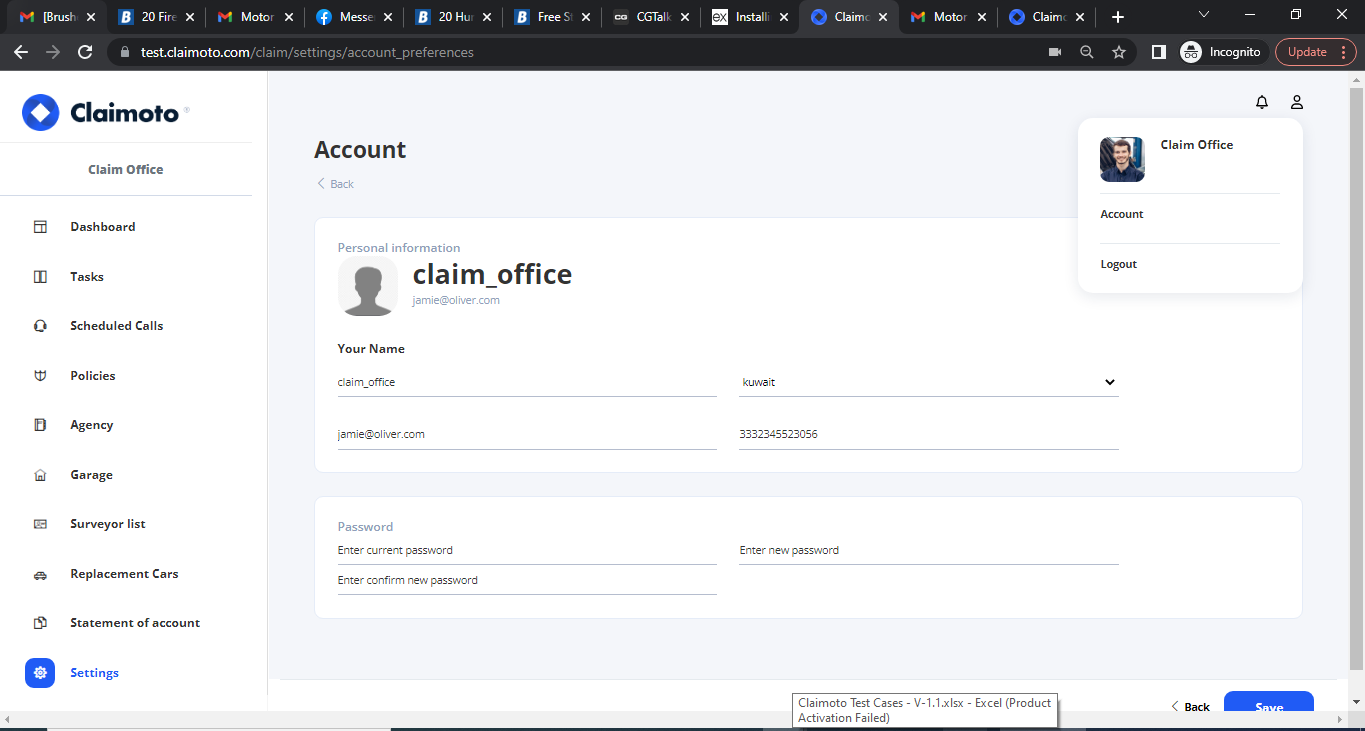 [Brush
20 Fire
Motor
Messe
20 Hu
Free S
CGTalk
Install
Claimo
Motor
Claimo
test.claimoto.com/claim/settings/account_preferences
Incognito
Update
Claimoto
Claim Office
Dashboard
Tasks
Scheduled Calls
Policies
Agency
Garage
Surveyor list
Replacement Cars
Statement of account
Settings
Account
Back
Claim Office
Account
Logout
Personal information
claim_office
jamie@oliver.com
Your Name
claim_office
kuwait
jamie@oliver.com
3332345523056
Password
Enter current password
Enter new password
Enter confirm new password
Claimoto Test Cases - V-1.1.xlsx - Excel (Product
Activation Failed)
Back
Save